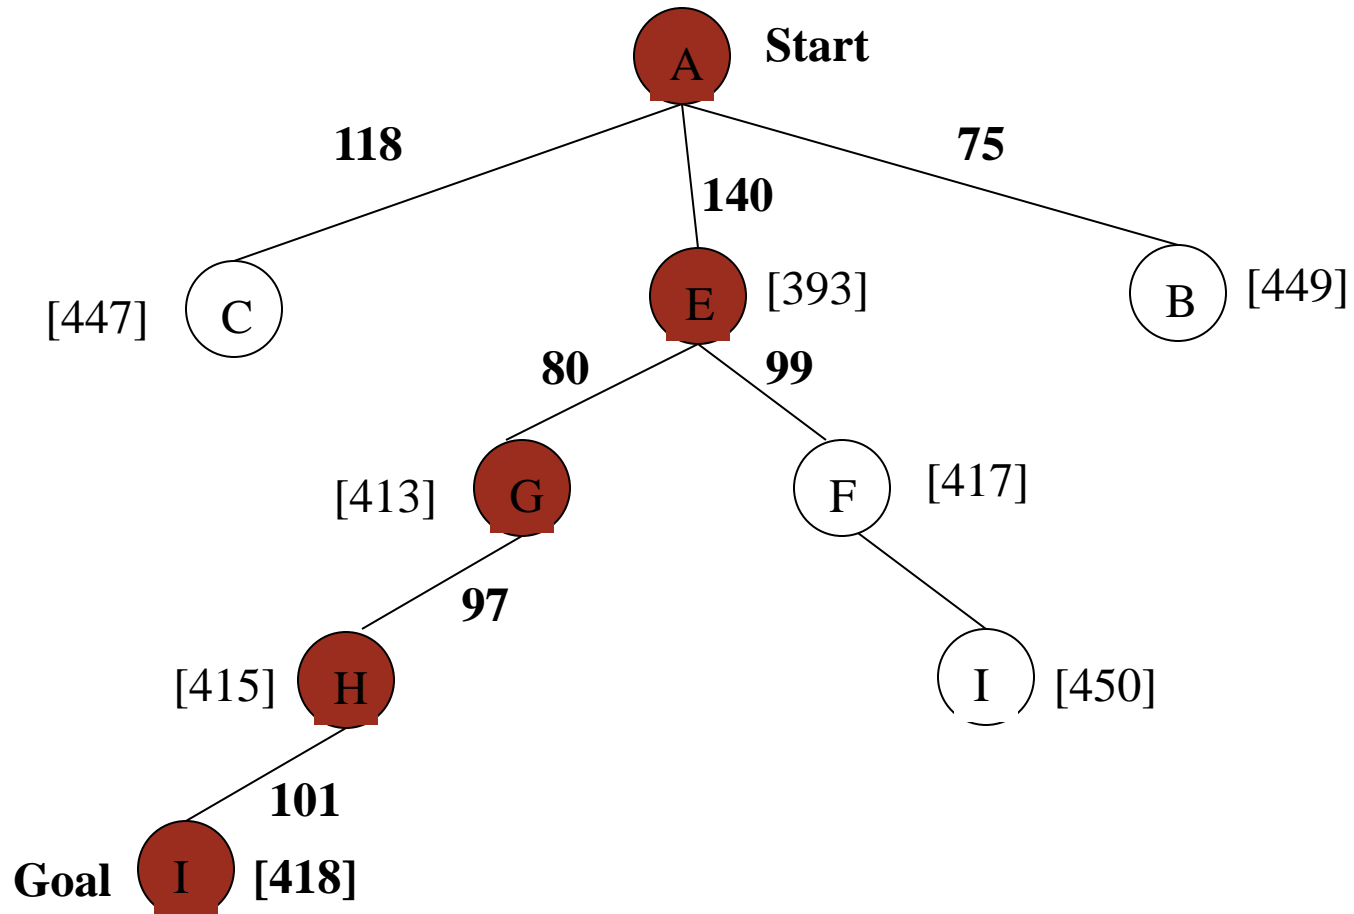 A Start
118
75
140
[447] C
E [393]
B [449]
80
99
[413] G
F [417]
97
[415] H
I [450]
101
Goal I [418]